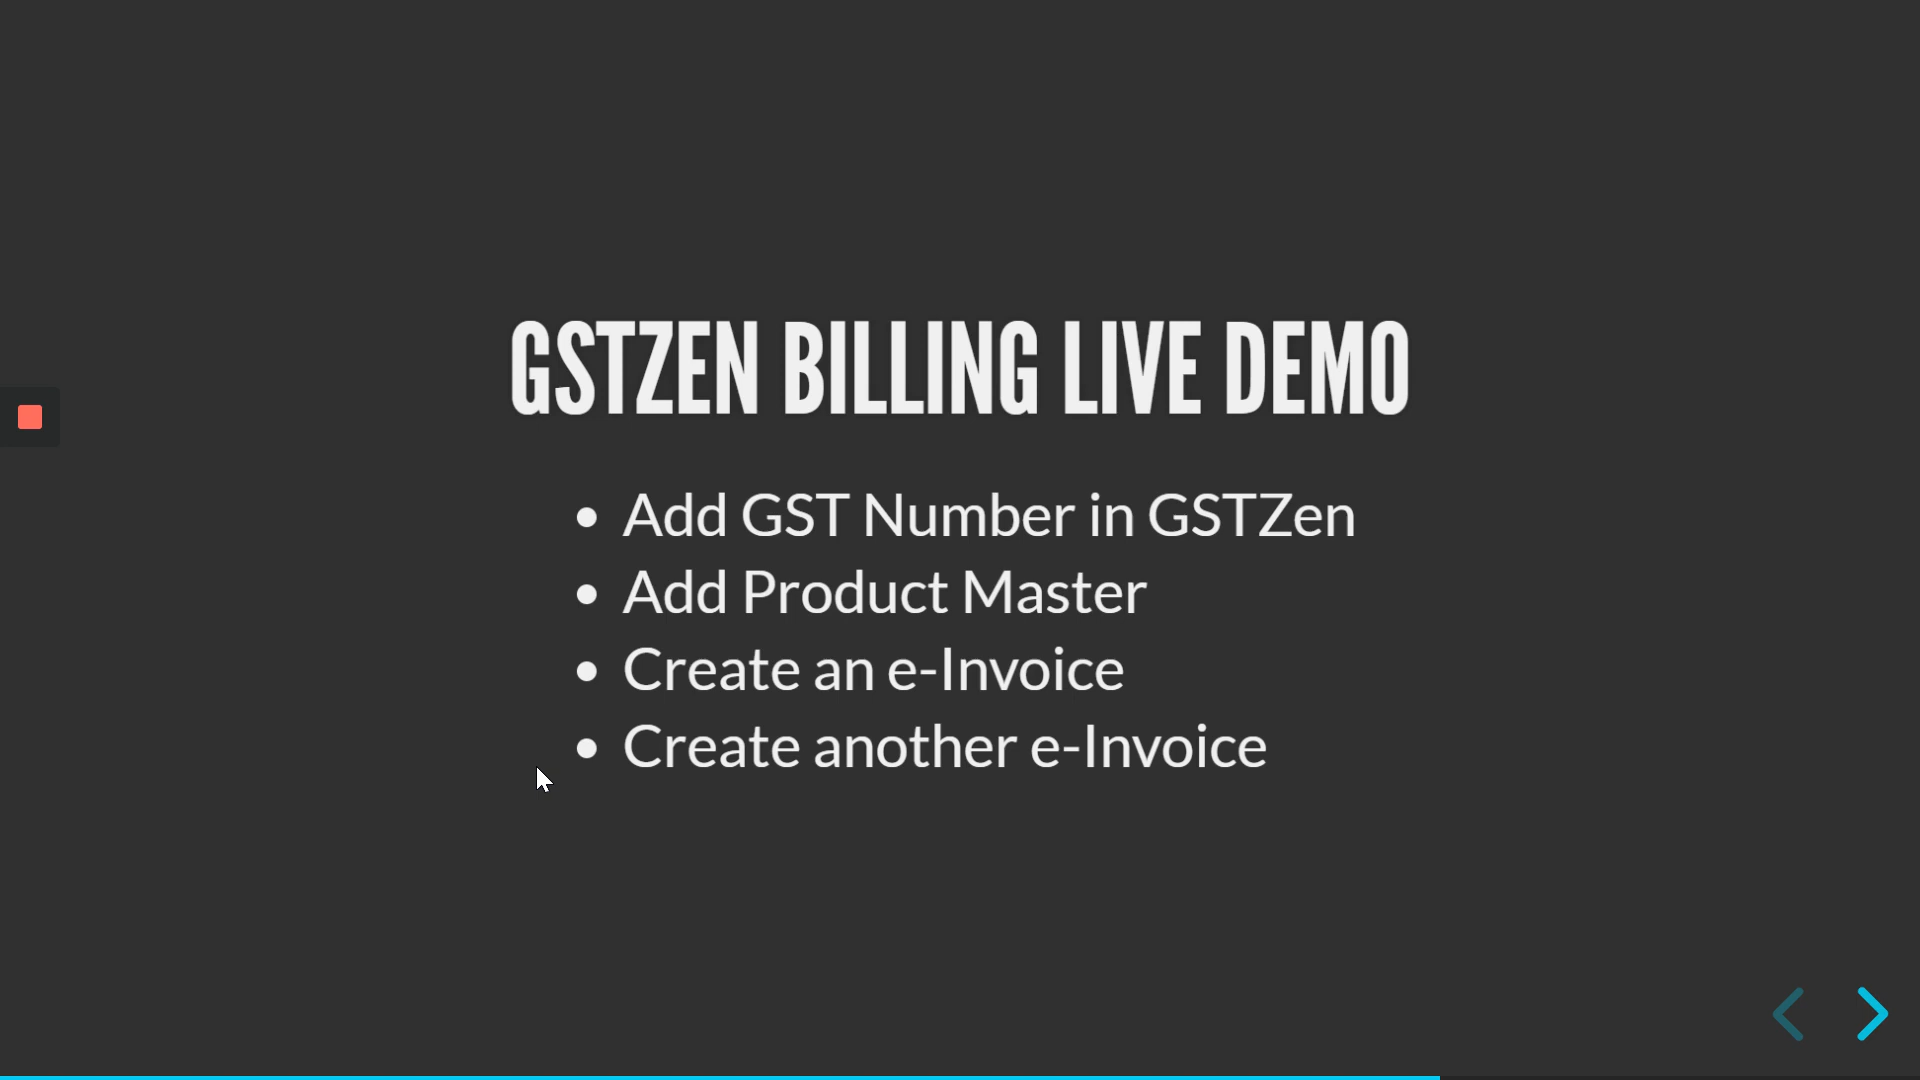 GSTZEN BILLING LIVE DEMO
• Add GST Number in GSTZen
• Add Product Master
• Create an e-Invoice
• Create another e-Invoice